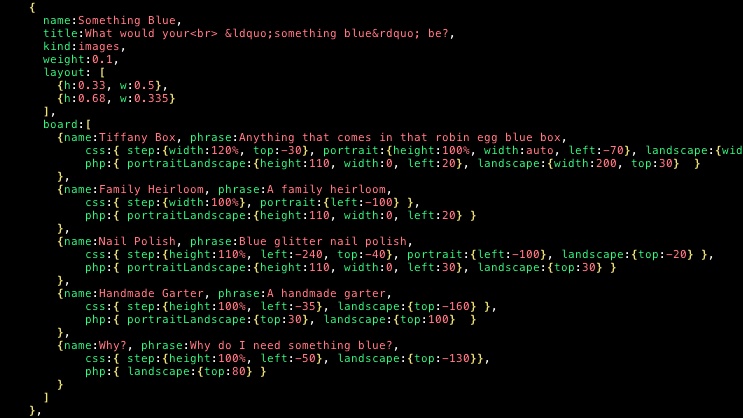 {
name:Something Blue,
title:What would your<br> &ldquo;something blue&rdquo; be?,
kind:images,
weight:0.1,
layout: [
{h:0.33, w:0.5},
{h:0.68, w:0.335}
],
board:[
{name:Tiffany Box, phrase:Anything that comes in that robin egg blue box,
css:{ step:{width:120%, top:-30}, portrait:{height:100%, width:auto, left:-70}, landscape:{wid
php:{ portraitLandscape:{height:110, width:0, left:20}, landscape:{width:200, top:30}  }
},
{name:Family Heirloom, phrase:A family heirloom,
css:{ step:{width:100%}, portrait:{left:-100} },
php:{ portraitLandscape:{height:110, width:0, left:20} }
},
{name:Nail Polish, phrase:Blue glitter nail polish,
css:{ step:{height:110%, left:-240, top:-40}, portrait:{left:-100}, landscape:{top:-20} },
php:{ portraitLandscape:{height:110, width:0, left:30}, landscape:{top:30} }
},
{name:Handmade Garter, phrase:A handmade garter,
css:{ step:{height:100%, left:-35}, landscape:{top:-160} },
php:{ portraitLandscape:{top:30}, landscape:{top:100}  }
},
{name:Why?, phrase:Why do I need something blue?,
css:{ step:{height:100%, left:-50}, landscape:{top:-130}},
php:{ landscape:{top:80} }
}
]
},